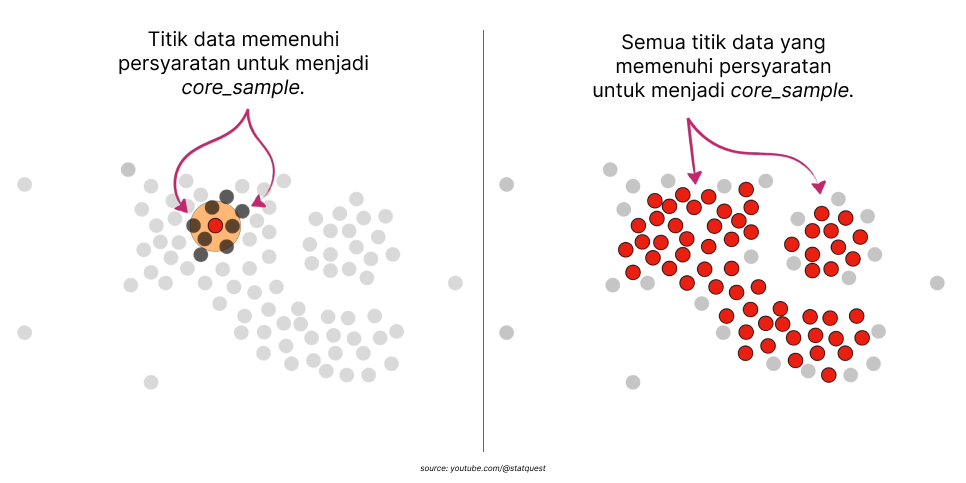 Titik data memenuhi
persyaratan untuk menjadi
core_sample.
Semua titik data yang
memenuhi persyaratan
untuk menjadi core_sample.
source: youtube.com/@statquest